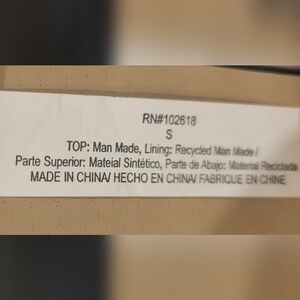 RN#102618
S
TOP: Man Made, Lining: Recycled Man Made /
Parte Superior: Mateial Sintético, Parte de Abajo: Material Reciclada
MADE IN CHINA/ HECHO EN CHINA/ FABRIQUE EN CHINE